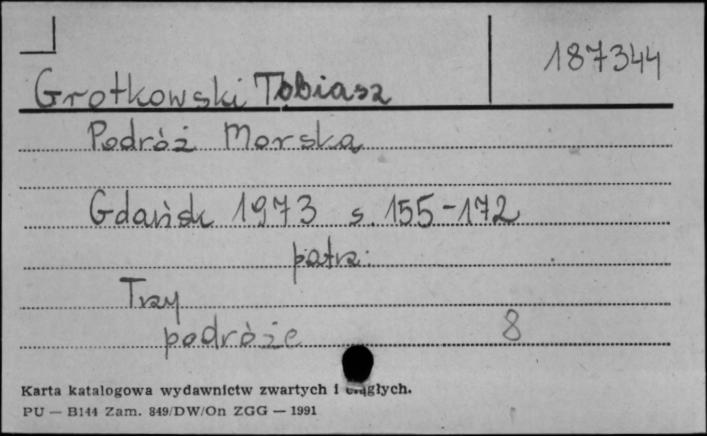 187344
Grotkowski Tobiasz
Podróż Morska
Gdańsk 1973 s. 155-172
patrz:
Trzy
podróże 8
Karta katalogowa wydawnictw zwartych i ciągłych.
PU — B144 Zam. 849/DW/On ZGG — 1991